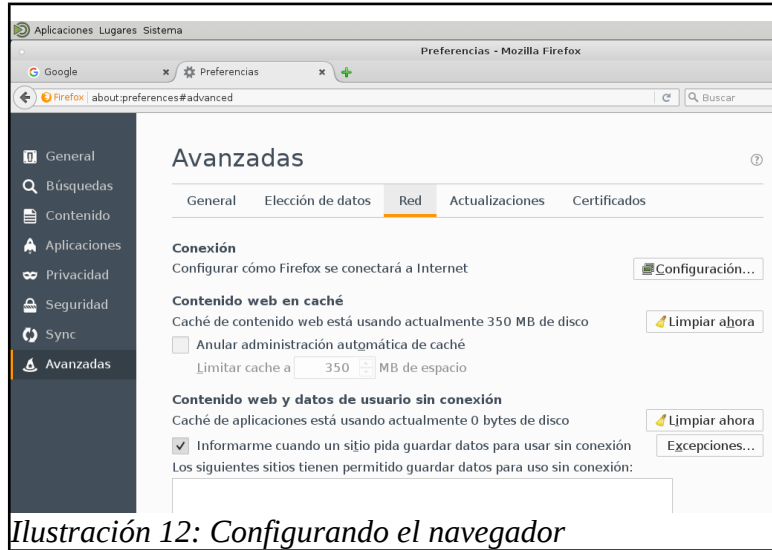 Aplicaciones Lugares Sistema
Preferencias - Mozilla Firefox
Google
Preferencias
Firefox about:preferences#advanced
Buscar
General
Búsquedas
Contenido
Aplicaciones
Privacidad
Seguridad
Sync
Avanzadas
Avanzadas
General Elección de datos Red Actualizaciones Certificados
Conexión
Configurar cómo Firefox se conectará a Internet Configuración...
Contenido web en caché
Caché de contenido web está usando actualmente 350 MB de disco Limpiar ahora
Anular administración automática de caché
Limitar cache a 350 MB de espacio
Contenido web y datos de usuario sin conexión
Caché de aplicaciones está usando actualmente 0 bytes de disco Limpiar ahora
Informarme cuando un sitio pida guardar datos para usar sin conexión Excepciones...
Los siguientes sitios tienen permitido guardar datos para uso sin conexión:
Ilustración 12: Configurando el navegador